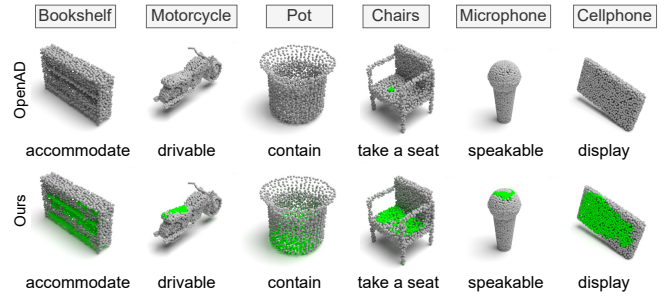 Bookshelf Motorcycle Pot Chairs Microphone Cellphone
OpenAD
accommodate drivable contain take a seat speakable display
Ours
accommodate drivable contain take a seat speakable display